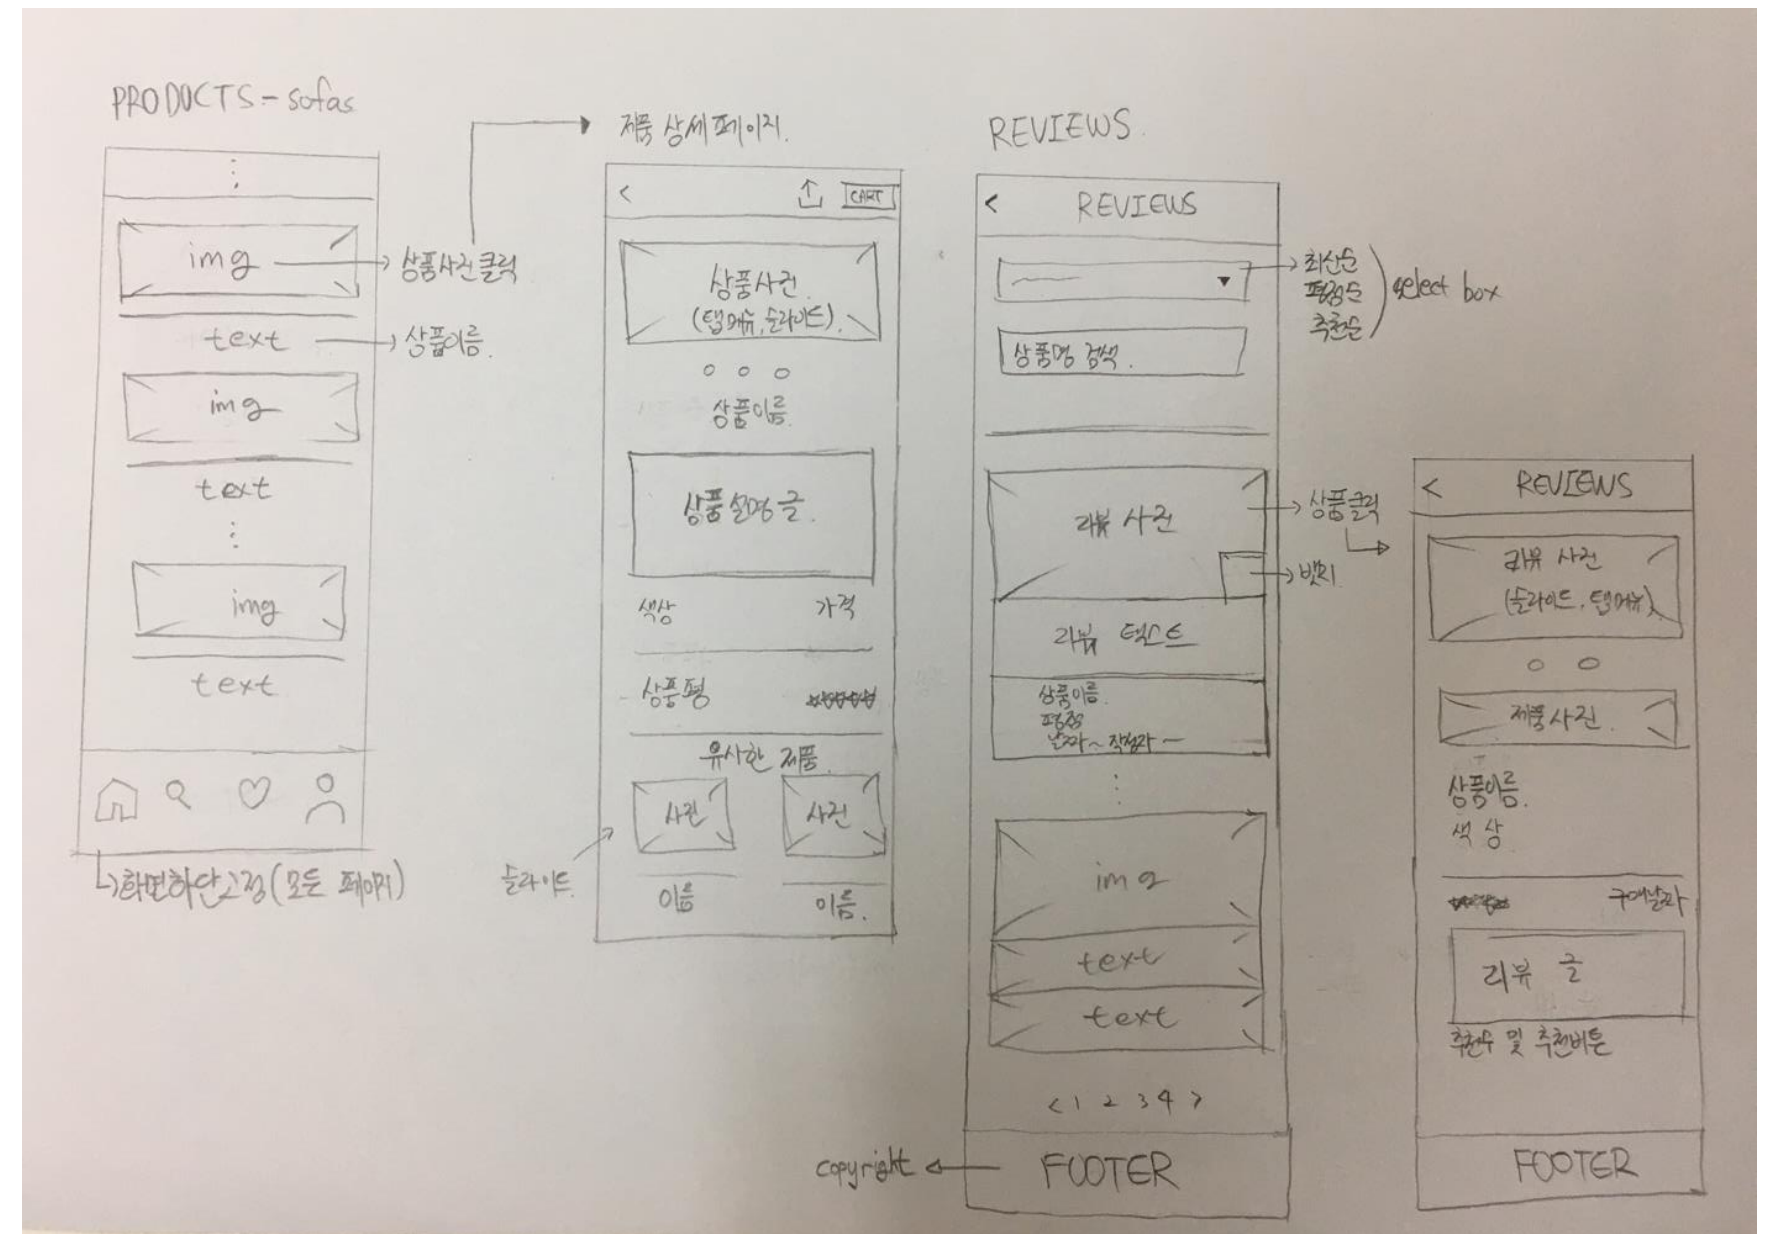 PRODUCTS - sofas
⋮
img
→ 상품사진 클릭
text
→ 상품이름.
img
text
⋮
img
text
↳ 화면하단고정 (모든 페이지)
제품 상세 페이지.
<
CART
상품사진
(탭메뉴, 슬라이드).
상품이름.
상품 설명 글.
색상 가격
상품평
유사한 제품.
사진 사진
슬라이드.
이름 이름.
REVIEWS.
< REVIEWS
▼
→ 최신순
평점순
추천순
select box
상품명 검색.
리뷰 사진
→ 상품클릭
→ 뱃지
리뷰 텍스트
상품이름
평점
날짜 ~ 작성자 —
⋮
img
text
text
< 1 2 3 4 >
copyright
FOOTER
< REVIEWS
리뷰 사진
(슬라이드, 탭메뉴)
제품사진.
상품이름.
색상
구매날짜
리뷰 글
추천수 및 추천버튼
FOOTER